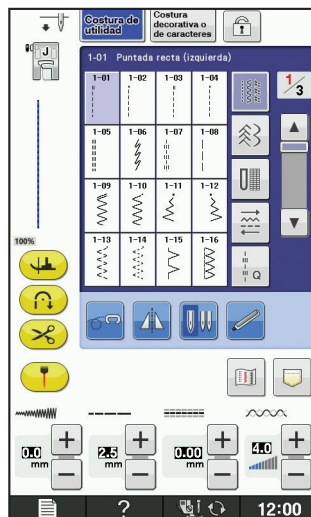 Costura de utilidad
Costura decorativa o de caracteres
J
1-01 Puntada recta (izquierda)
1/3
1-01 1-02 1-03 1-04
1-05 1-06 1-07 1-08
1-09 1-10 1-11 1-12
1-13 1-14 1-15 1-16
100%
Q
0.0 mm
2.5 mm
0.00 mm
4.0
+ + + +
− − − −
? 12:00